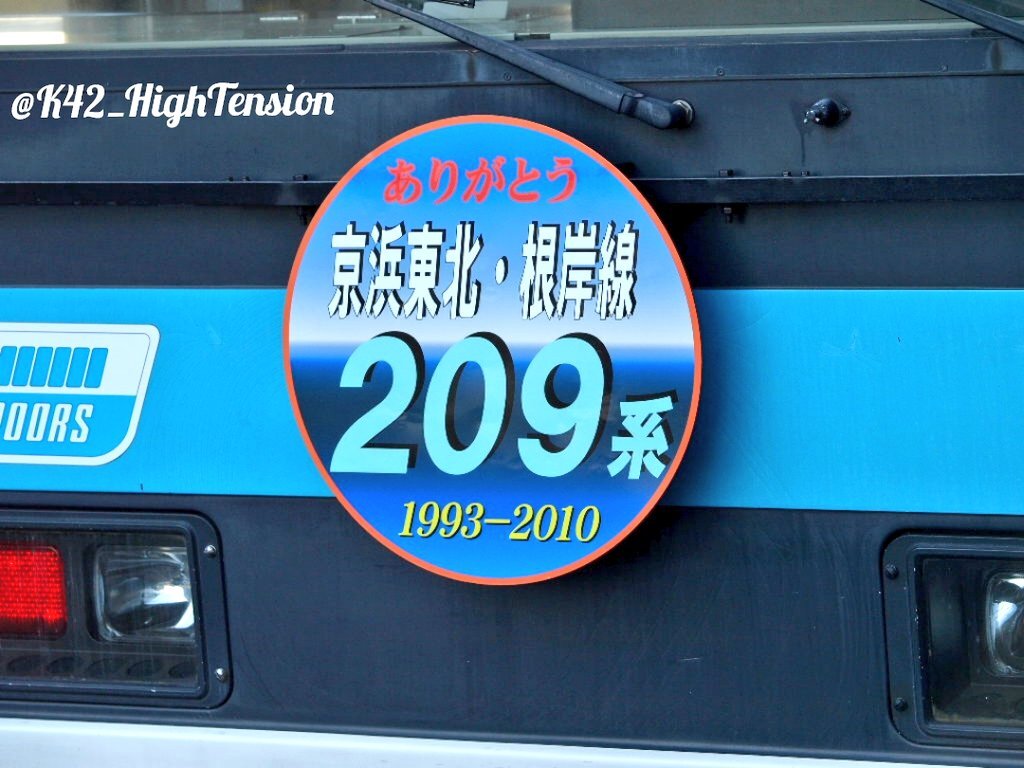 @K42_HighTension
ありがとう
京浜東北・根岸線
209系
1993-2010
DOORS